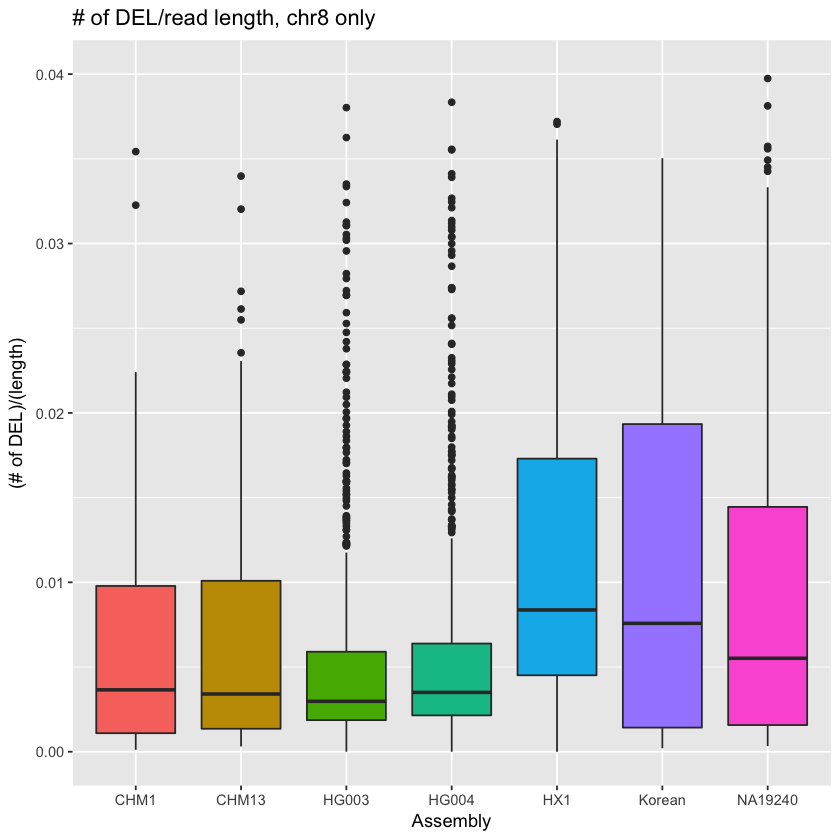 # of DEL/read length, chr8 only
(# of DEL)/(length)
0.04
0.03
0.02
0.01
0.00
CHM1 CHM13 HG003 HG004 HX1 Korean NA19240
Assembly